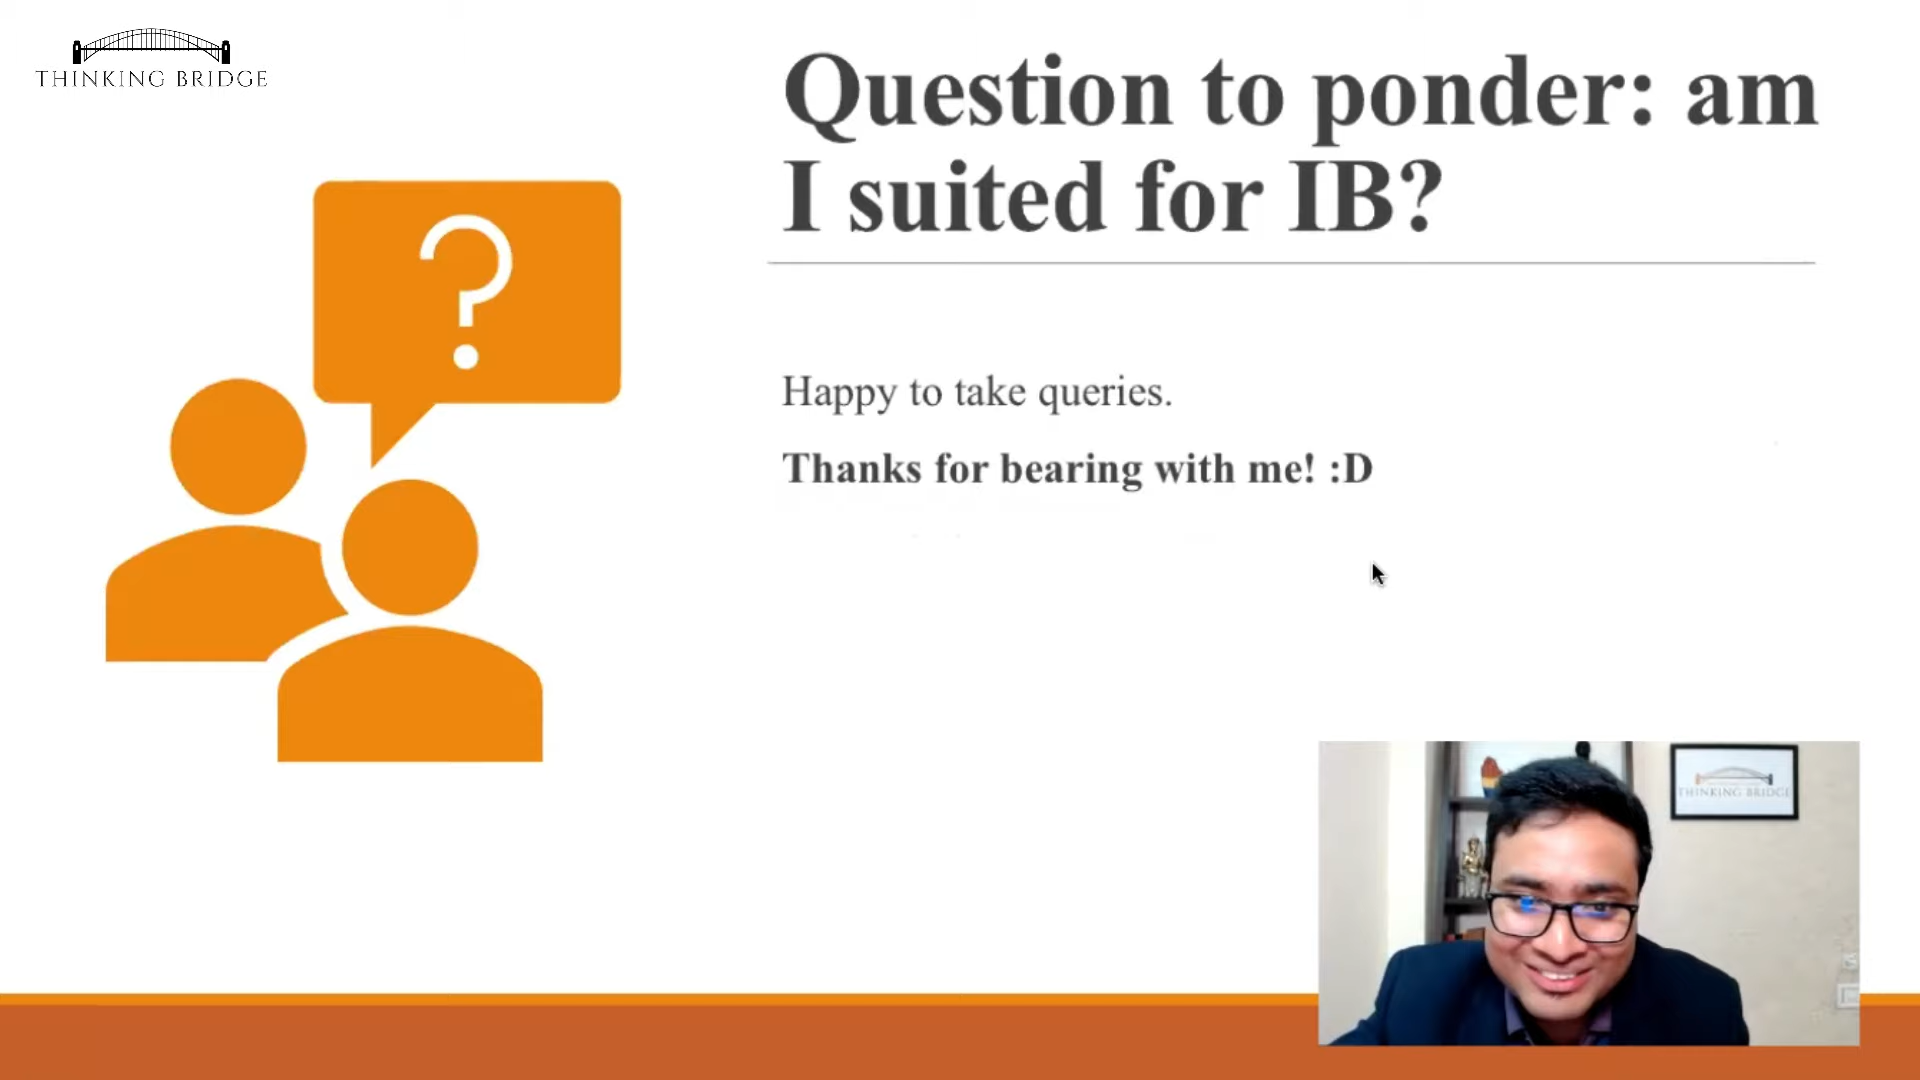 THINKING BRIDGE
Question to ponder: am
I suited for IB?
Happy to take queries.
Thanks for bearing with me! :D
THINKING BRIDGE